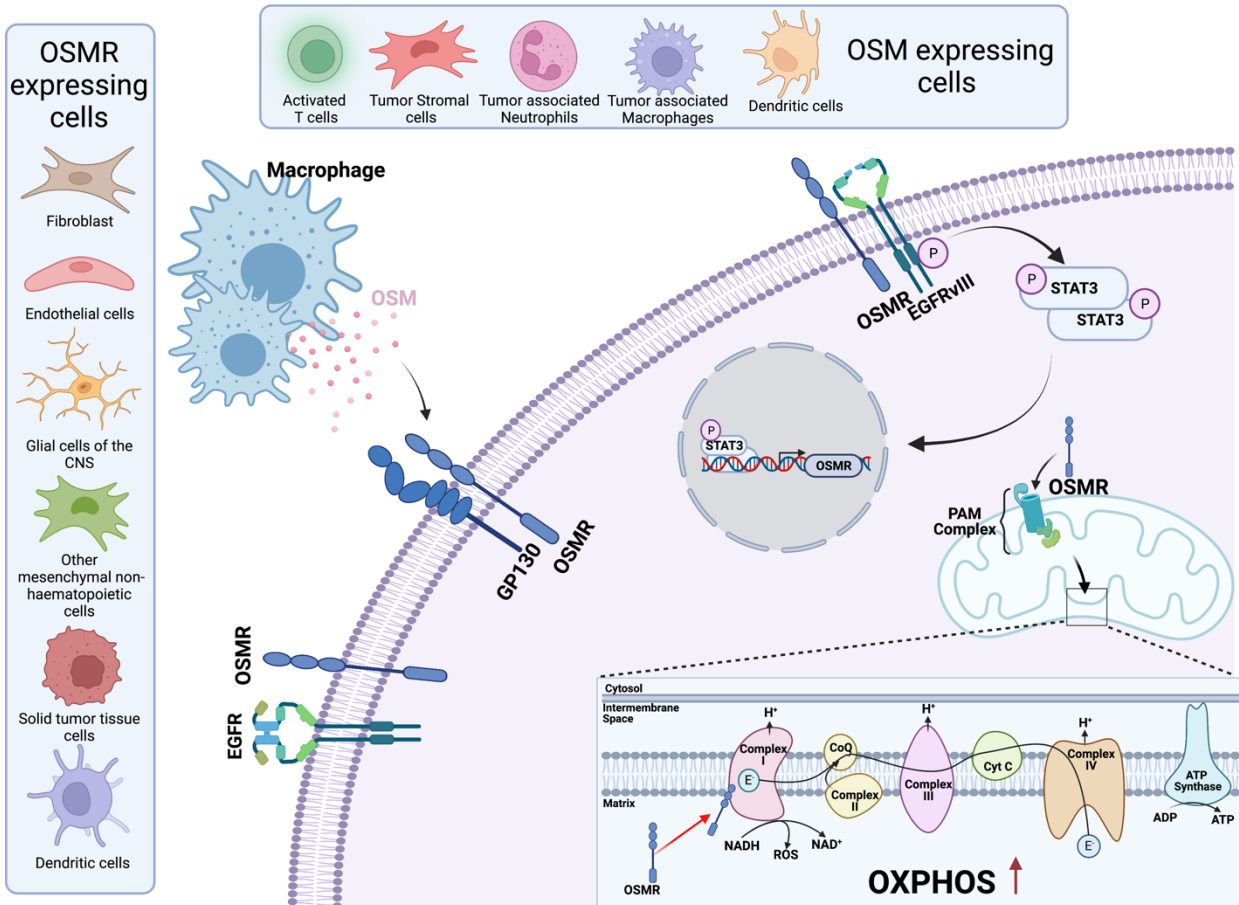 OSMR
expressing
cells
Fibroblast
Endothelial cells
Glial cells of the
CNS
Other
mesenchymal non-
haematopoietic
cells
Solid tumor tissue
cells
Dendritic cells
Activated
T cells
Tumor Stromal
cells
Tumor associated
Neutrophils
Tumor associated
Macrophages
Dendritic cells
OSM expressing
cells
Macrophage
OSM
GP130
OSMR
OSMR
EGFR
OSMR
EGFRvIII
P
P
STAT3
STAT3
P
P
STAT3
OSMR
OSMR
PAM
Complex
Cytosol
Intermembrane
Space
Matrix
H+
Complex
I
E-
CoQ
Complex
II
H+
Complex
III
Cyt C
H+
Complex
IV
E-
ATP
Synthase
ADP
ATP
NADH
ROS
NAD+
OSMR
OXPHOS